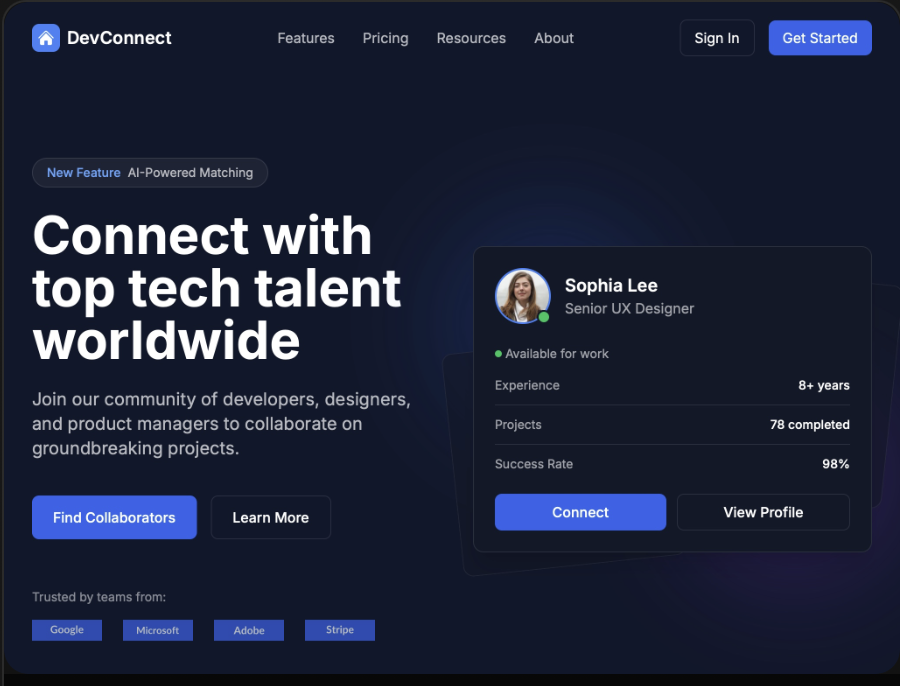 DevConnect
Features Pricing Resources About
Sign In
Get Started
New Feature AI-Powered Matching
Connect with
top tech talent
worldwide
Join our community of developers, designers,
and product managers to collaborate on
groundbreaking projects.
Find Collaborators
Learn More
Trusted by teams from:
Google
Microsoft
Adobe
Stripe
Sophia Lee
Senior UX Designer
Available for work
Experience 8+ years
Projects 78 completed
Success Rate 98%
Connect
View Profile